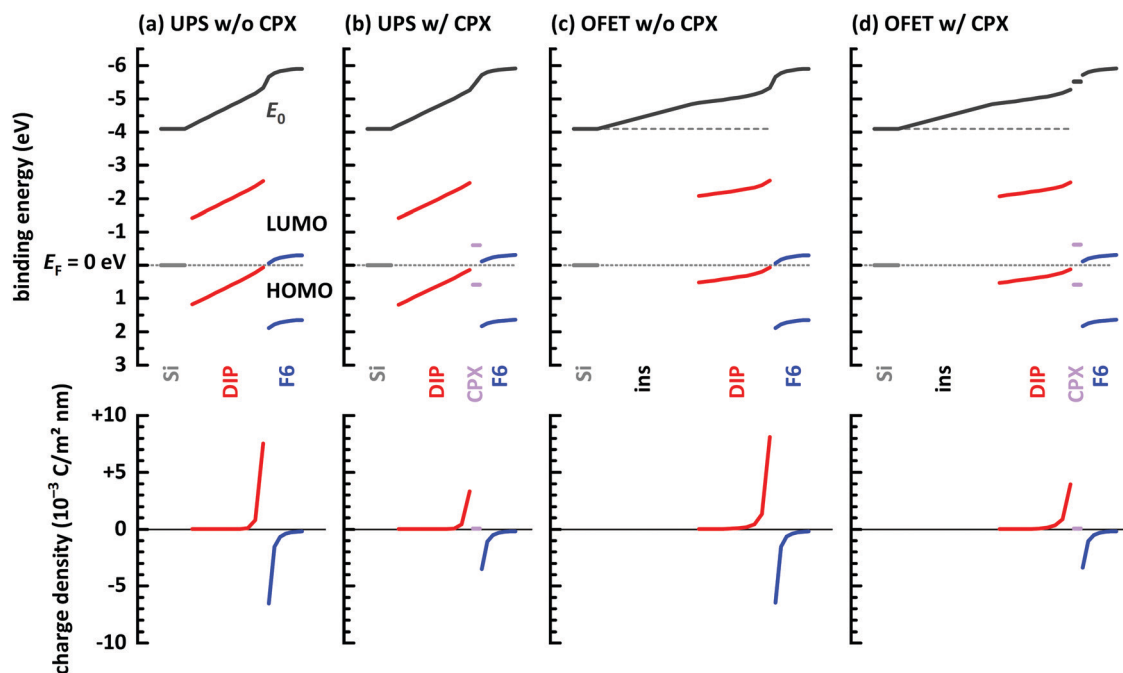 (a) UPS w/o CPX
(b) UPS w/ CPX
(c) OFET w/o CPX
(d) OFET w/ CPX
binding energy (eV)
-6
-5
-4
-3
-2
-1
E_F = 0 eV
1
2
3
E_0
LUMO
HOMO
Si
DIP
F6
Si
DIP
CPX
F6
Si
ins
DIP
F6
Si
ins
DIP
CPX
F6
charge density (10⁻³ C/m² nm)
+10
+5
0
-5
-10